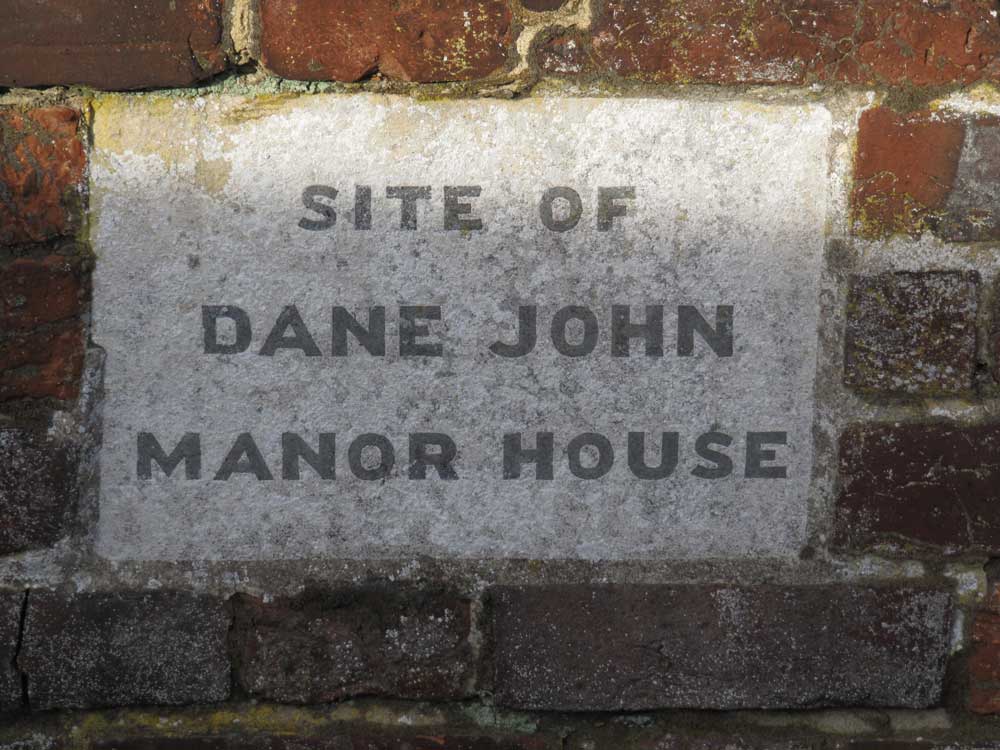 SITE OF
DANE JOHN
MANOR HOUSE